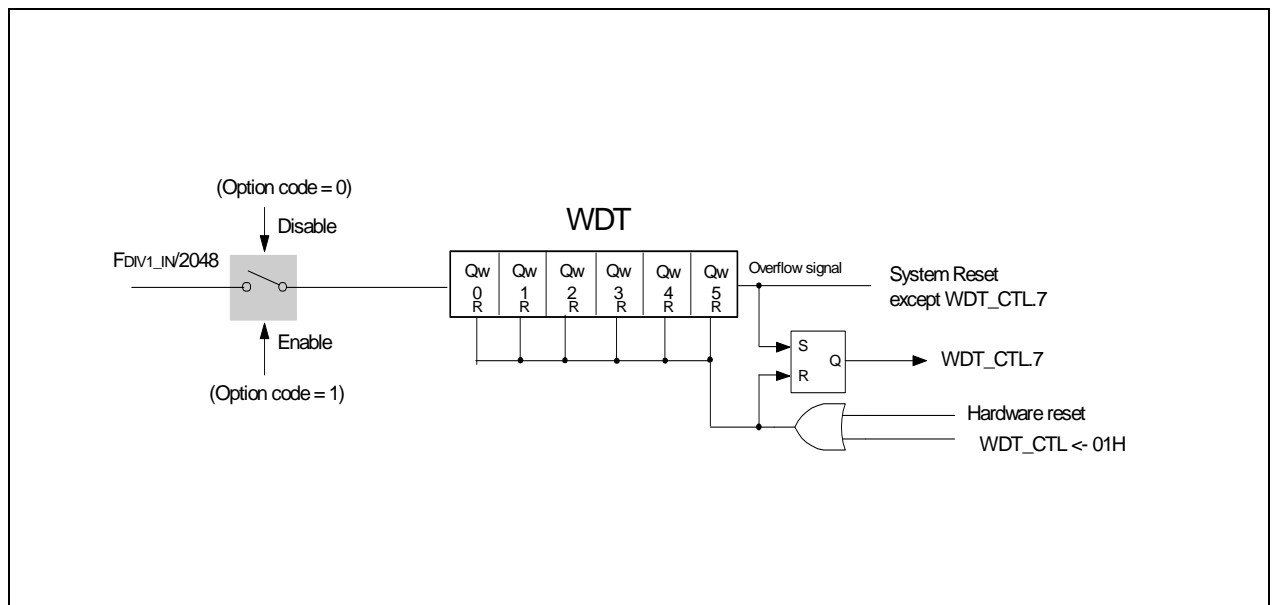 (Option code = 0)
Disable
FDIV1_IN/2048
Enable
(Option code = 1)
WDT
Qw Qw Qw Qw Qw Qw
0 1 2 3 4 5
R R R R R R
Overflow signal
System Reset
except WDT_CTL.7
S
Q
R
WDT_CTL.7
Hardware reset
WDT_CTL <- 01H